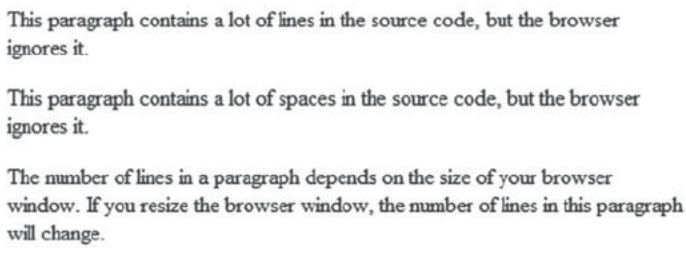 This paragraph contains a lot of lines in the source code, but the browser
ignores it.
This paragraph contains a lot of spaces in the source code, but the browser
ignores it.
The number of lines in a paragraph depends on the size of your browser
window. If you resize the browser window, the number of lines in this paragraph
will change.